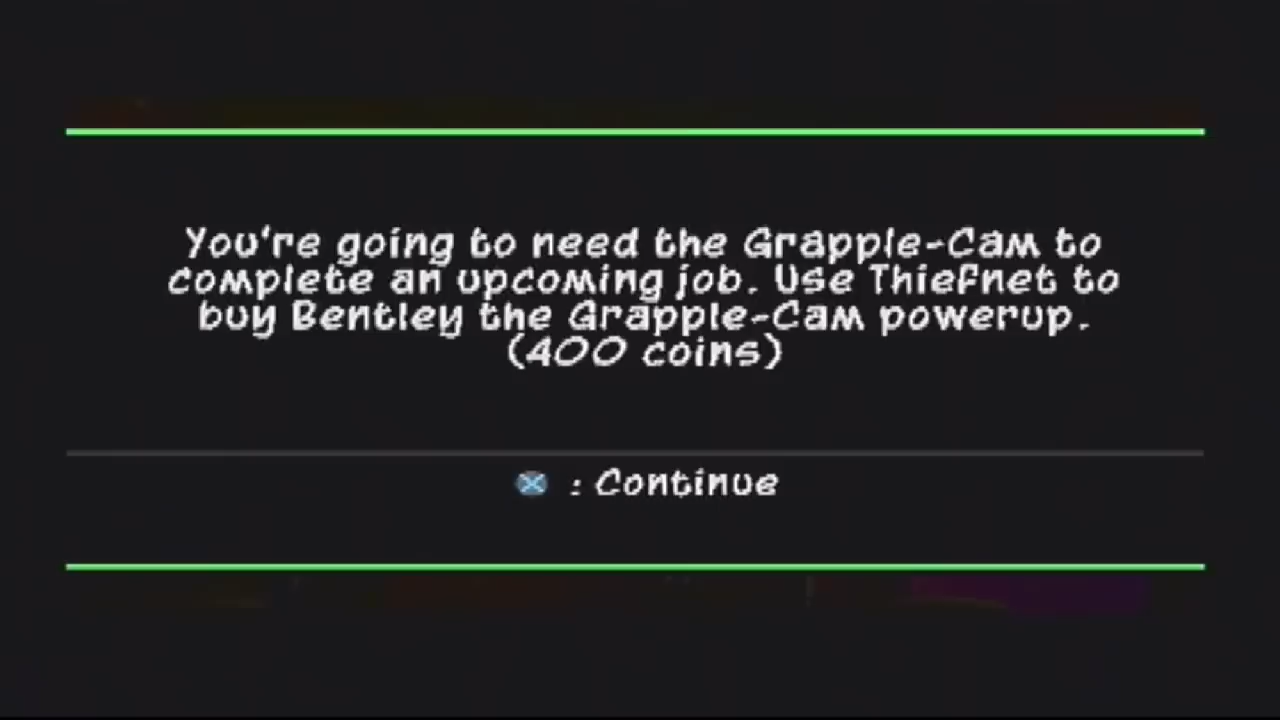 You're going to need the Grapple-Cam to
complete an upcoming job. Use Thiefnet to
buy Bentley the Grapple-Cam powerup.
(400 coins)
: Continue